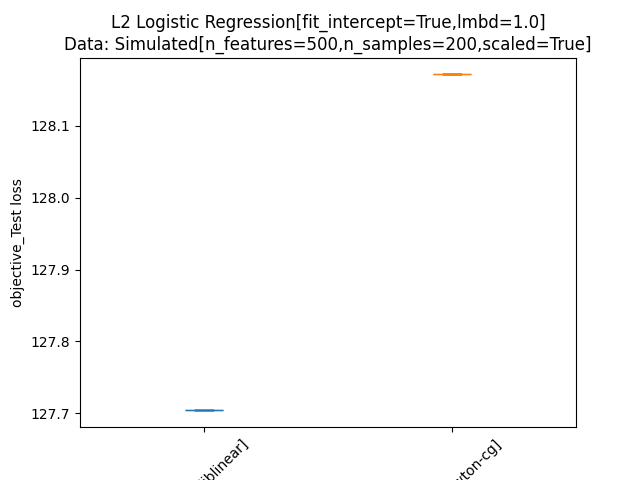 L2 Logistic Regression[fit_intercept=True,lmbd=1.0]
Data: Simulated[n_features=500,n_samples=200,scaled=True]
objective_Test loss
128.1
128.0
127.9
127.8
127.7
iblinear]
ton-cg]